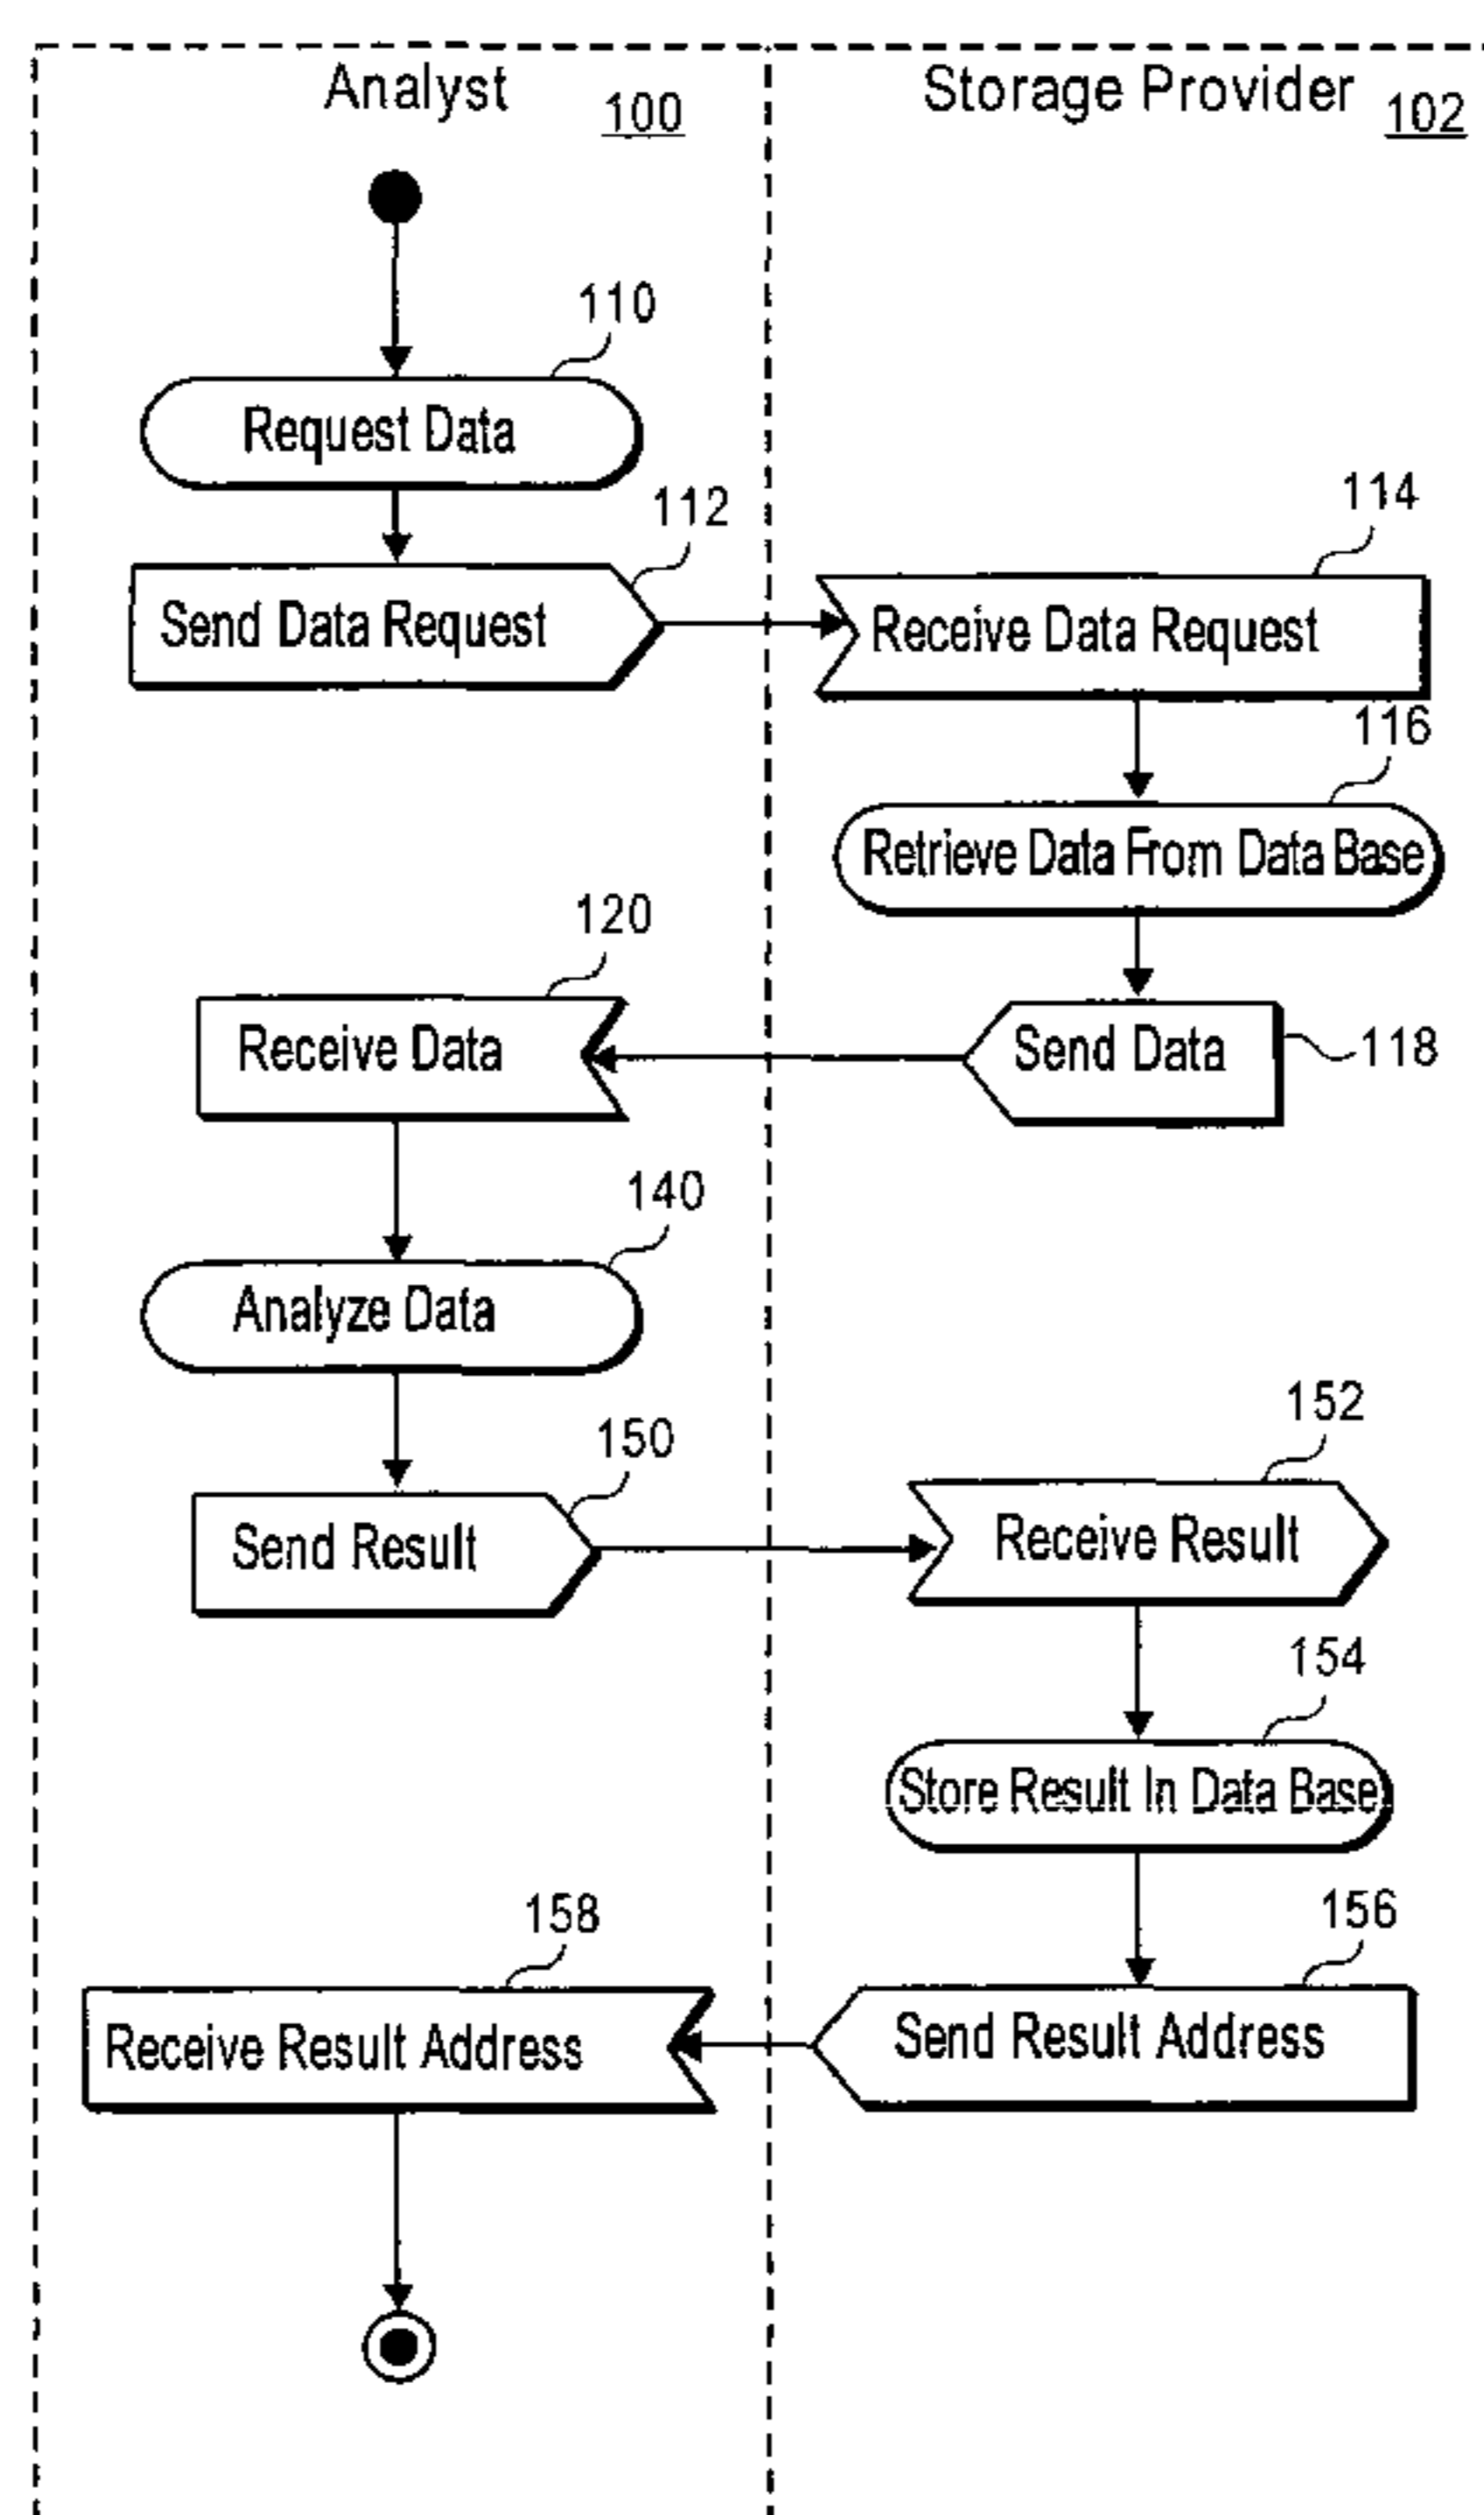 Analyst 100
Storage Provider 102
110
Request Data
112
Send Data Request
114
Receive Data Request
116
Retrieve Data From Data Base
120
Receive Data
Send Data 118
140
Analyze Data
150
Send Result
152
Receive Result
154
Store Result In Data Base
156
Send Result Address
158
Receive Result Address